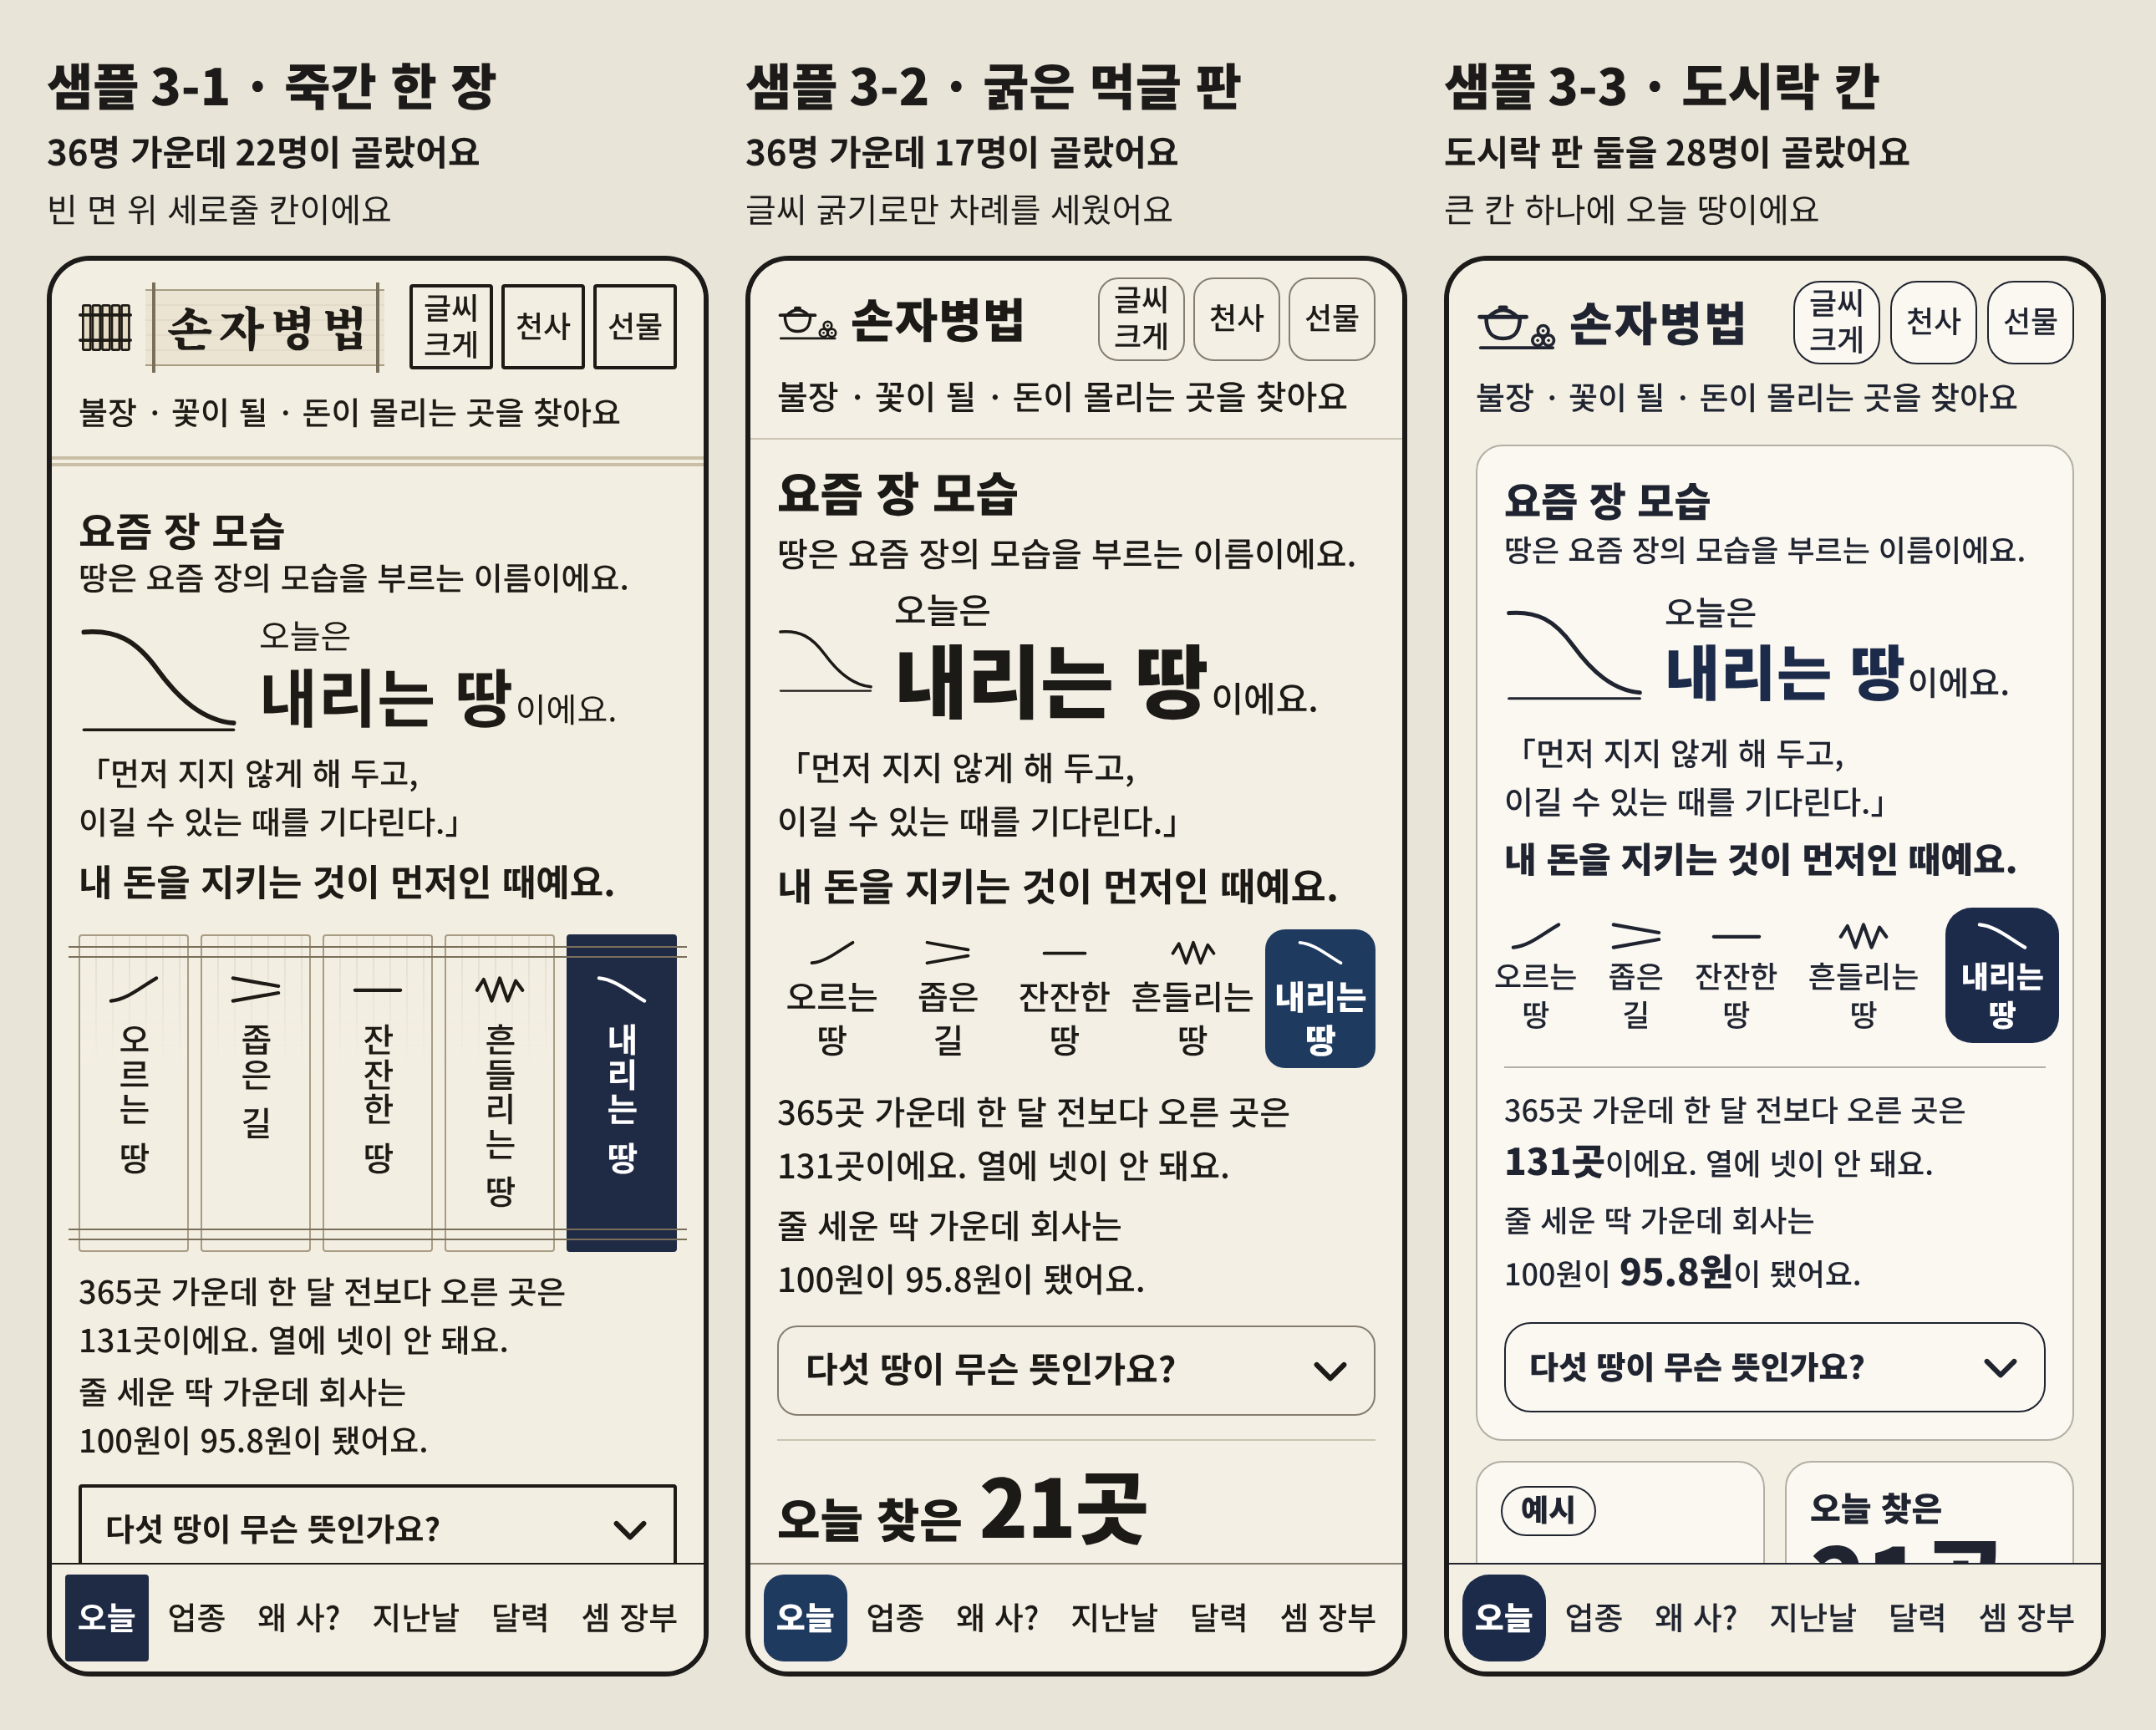 샘플 3-1 · 죽간 한 장
36명 가운데 22명이 골랐어요
빈 면 위 세로줄 칸이에요
손자병법
글씨
크게
천사
선물
불장 · 꽃이 필 · 돈이 몰리는 곳을 찾아요
요즘 장 모습
땅은 요즘 장의 모습을 부르는 이름이에요.
오늘은
내리는 땅이에요.
「먼저 지지 않게 해 두고,
이길 수 있는 때를 기다린다.」
내 돈을 지키는 것이 먼저인 때예요.
오르는 땅
좁은 길
잔잔한 땅
흔들리는 땅
내리는 땅
365곳 가운데 한 달 전보다 오른 곳은
131곳이에요. 열에 넷이 안 돼요.
줄 세운 딱 가운데 회사는
100원이 95.8원이 됐어요.
다섯 땅이 무슨 뜻인가요?
오늘 업종 왜 사? 지난날 달력 셈 장부
샘플 3-2 · 굵은 먹글 판
36명 가운데 17명이 골랐어요
글씨 굵기로만 차례를 세웠어요
손자병법
글씨
크게
천사
선물
불장 · 꽃이 필 · 돈이 몰리는 곳을 찾아요
요즘 장 모습
땅은 요즘 장의 모습을 부르는 이름이에요.
오늘은
내리는 땅이에요.
「먼저 지지 않게 해 두고,
이길 수 있는 때를 기다린다.」
내 돈을 지키는 것이 먼저인 때예요.
오르는
땅
좁은
길
잔잔한
땅
흔들리는
땅
내리는
땅
365곳 가운데 한 달 전보다 오른 곳은
131곳이에요. 열에 넷이 안 돼요.
줄 세운 딱 가운데 회사는
100원이 95.8원이 됐어요.
다섯 땅이 무슨 뜻인가요?
오늘 찾은 21곳
오늘 업종 왜 사? 지난날 달력 셈 장부
샘플 3-3 · 도시락 칸
도시락 판 둘을 28명이 골랐어요
큰 칸 하나에 오늘 땅이에요
손자병법
글씨
크게
천사
선물
불장 · 꽃이 필 · 돈이 몰리는 곳을 찾아요
요즘 장 모습
땅은 요즘 장의 모습을 부르는 이름이에요.
오늘은
내리는 땅이에요.
「먼저 지지 않게 해 두고,
이길 수 있는 때를 기다린다.」
내 돈을 지키는 것이 먼저인 때예요.
오르는
땅
좁은
길
잔잔한
땅
흔들리는
땅
내리는
땅
365곳 가운데 한 달 전보다 오른 곳은
131곳이에요. 열에 넷이 안 돼요.
줄 세운 딱 가운데 회사는
100원이 95.8원이 됐어요.
다섯 땅이 무슨 뜻인가요?
예시
오늘 찾은
오늘 업종 왜 사? 지난날 달력 셈 장부